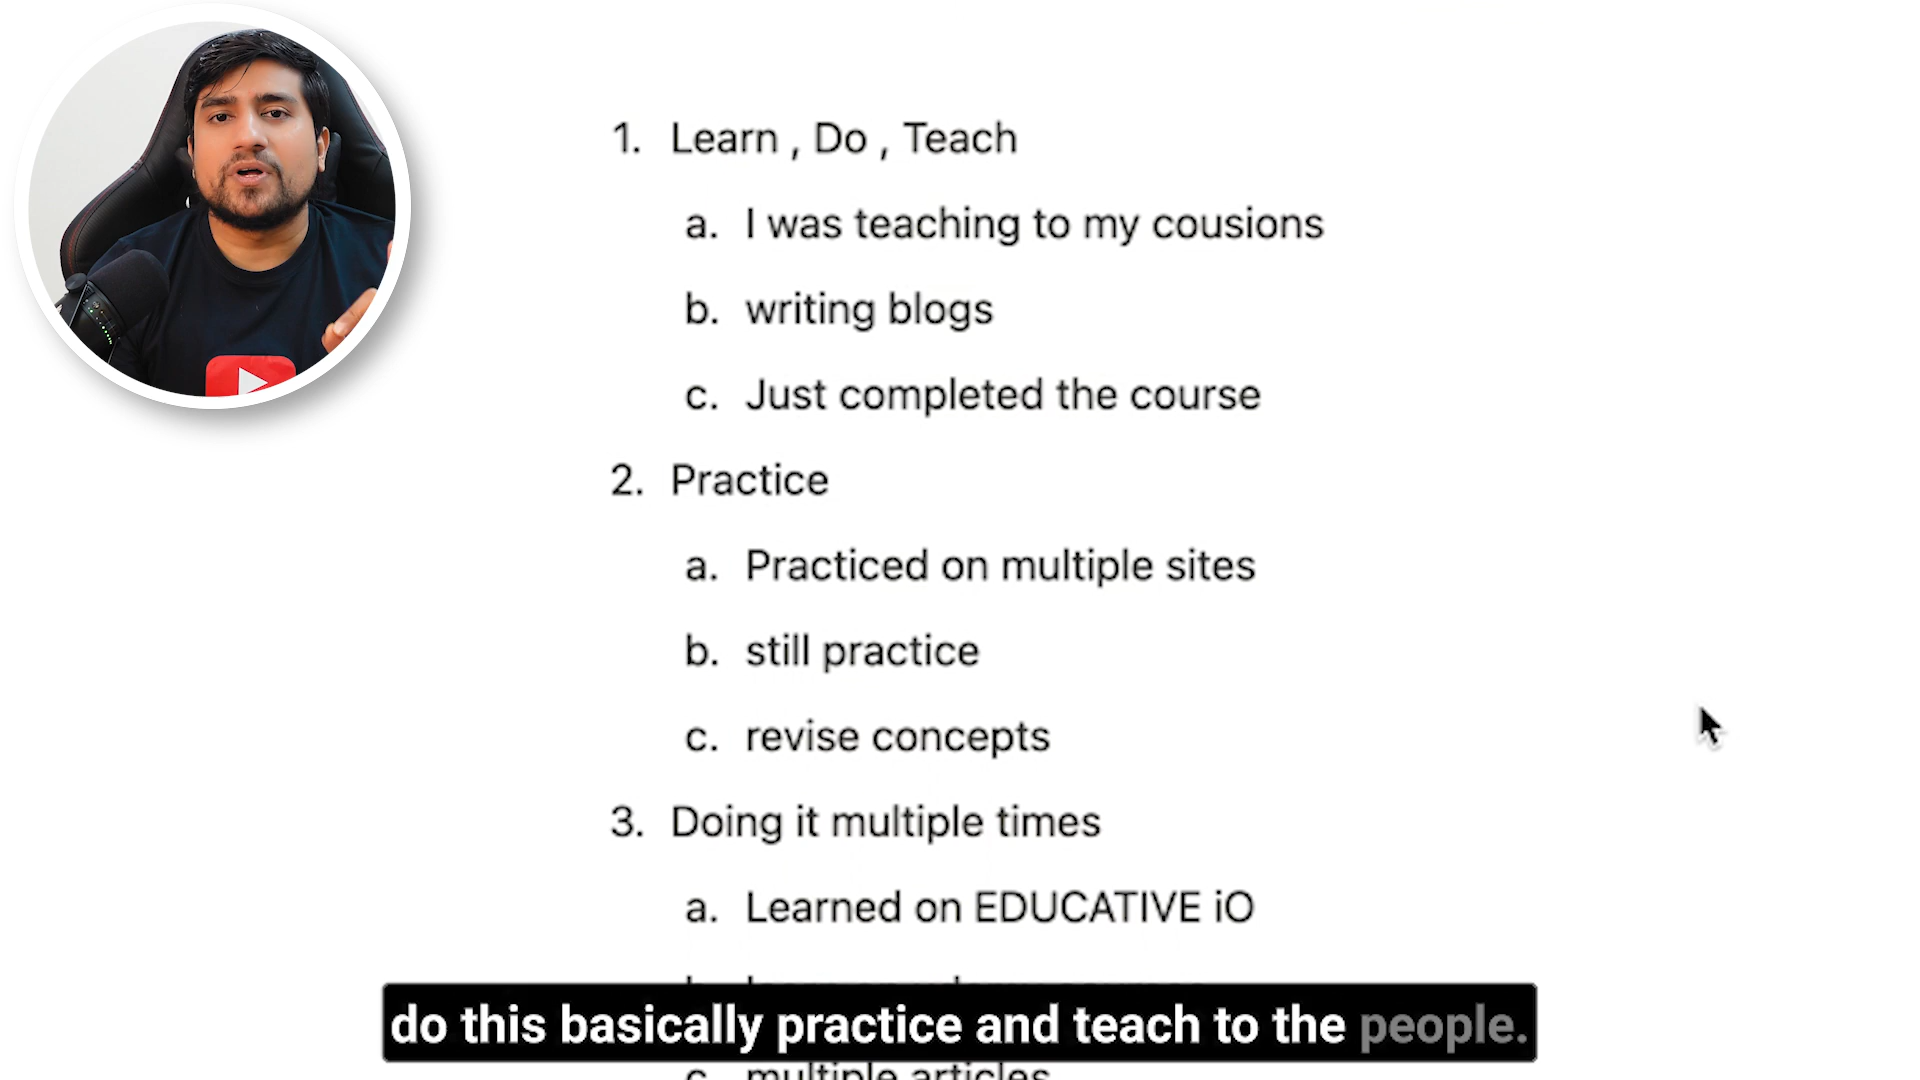 1. Learn , Do , Teach
a. I was teaching to my cousions
b. writing blogs
c. Just completed the course
2. Practice
a. Practiced on multiple sites
b. still practice
c. revise concepts
3. Doing it multiple times
a. Learned on EDUCATIVE iO
do this basically practice and teach to the people.
c. multiple articles